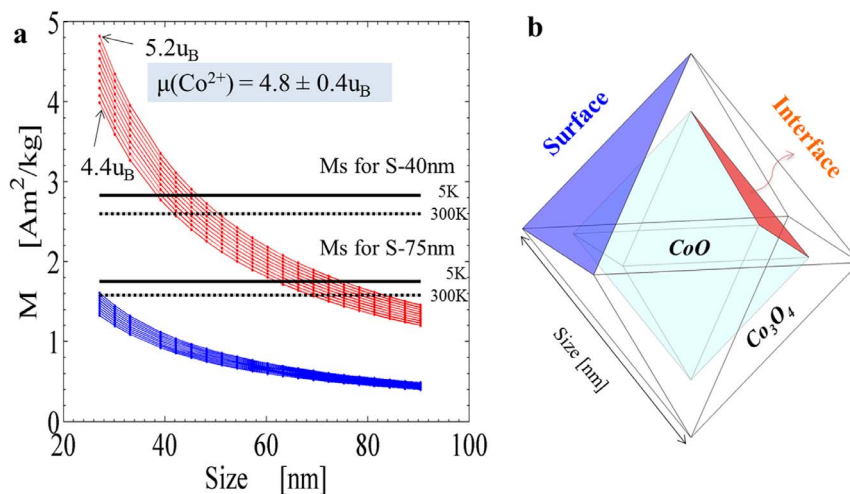 a
5.2uB
μ(Co²⁺) = 4.8 ± 0.4uB
4.4uB
Ms for S-40nm
5K
300K
Ms for S-75nm
5K
300K
M [Am²/kg]
5
4
3
2
1
0
20
40
60
80
100
Size [nm]
b
Surface
Interface
CoO
Co₃O₄
Size [nm]